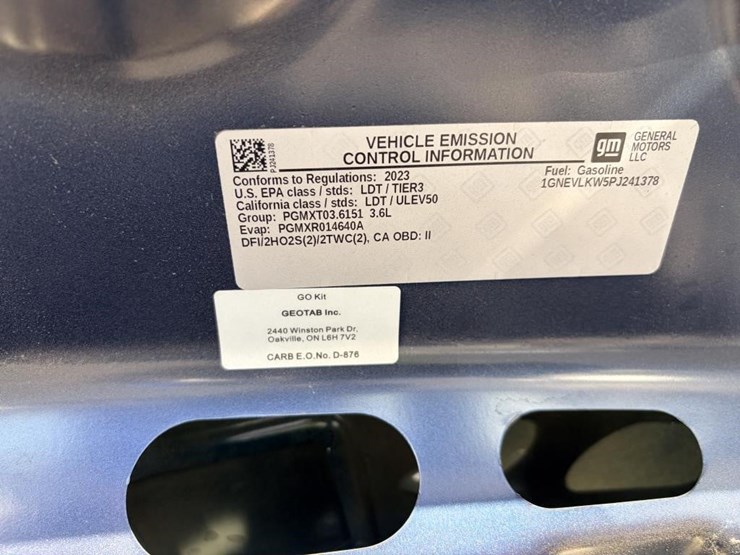 PJ241378
VEHICLE EMISSION
CONTROL INFORMATION
gm
GENERAL
MOTORS
LLC
Conforms to Regulations: 2023
U.S. EPA class / stds: LDT / TIER3
California class / stds: LDT / ULEV50
Group: PGMXT03.6151 3.6L
Evap: PGMXR014640A
DFI/2HO2S(2)/2TWC(2), CA OBD: II
Fuel: Gasoline
1GNEVLKW5PJ241378
GO Kit
GEOTAB Inc.
2440 Winston Park Dr,
Oakville, ON L6H 7V2
CARB E.O.No. D-876